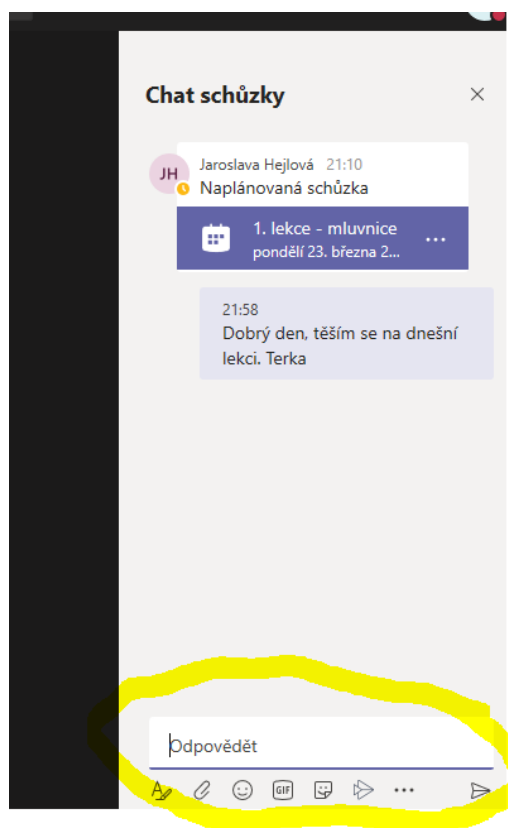 Chat schůzky
JH
Jaroslava Hejlová 21:10
Naplánovaná schůzka
1. lekce - mluvnice
pondělí 23. března 2...
21:58
Dobrý den, těším se na dnešní
lekci. Terka
Odpovědět
GIF